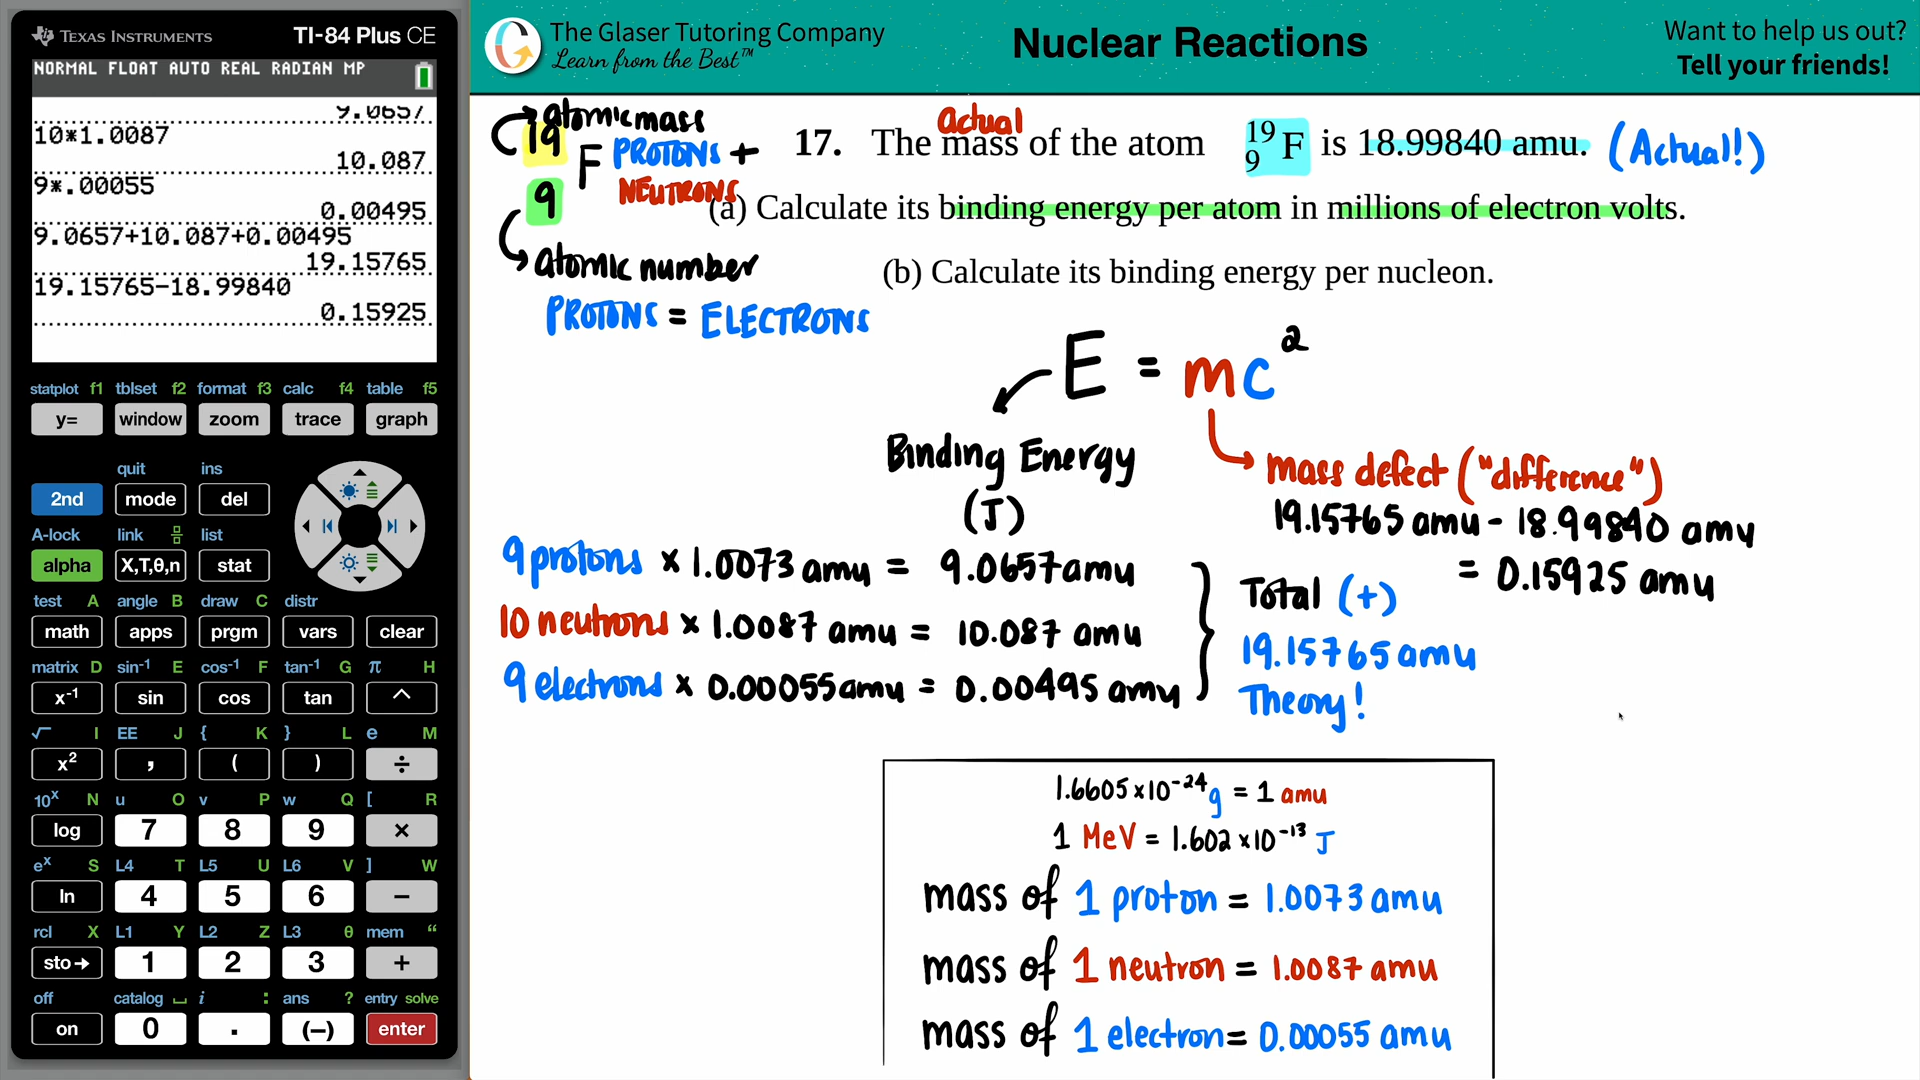 TEXAS INSTRUMENTS TI-84 Plus CE
NORMAL FLOAT AUTO REAL RADIAN MP
9.0657
10*1.0087
10.087
9*.00055
0.00495
9.0657+10.087+0.00495
19.15765
19.15765-18.99840
0.15925
statplot f1 tblset f2 format f3 calc f4 table f5
y= window zoom trace graph
quit ins
2nd mode del
A-lock link list
alpha X,T,θ,n stat
test A angle B draw C distr
math apps prgm vars clear
matrix D sin-1 E cos-1 F tan-1 G π H
x-1 sin cos tan ^
√ I EE J { K } L e M
x2 , ( ) ÷
10x N u O v P w Q [ R
log 7 8 9 ×
ex S L4 T L5 U L6 V ] W
ln 4 5 6 −
rcl X L1 Y L2 Z L3 θ mem "
sto→ 1 2 3 +
off catalog ⎵ i : ans ? entry solve
on 0 . (−) enter
The Glaser Tutoring Company
Learn from the Best™
Nuclear Reactions
Want to help us out?
Tell your friends!
atomic mass
19
9
F PROTONS +
NEUTRONS
atomic number
PROTONS = ELECTRONS
actual
17. The mass of the atom 19 9 F is 18.99840 amu. (Actual!)
(a) Calculate its binding energy per atom in millions of electron volts.
(b) Calculate its binding energy per nucleon.
E = mc2
Binding Energy
(J)
mass defect ("difference")
19.15765 amu - 18.99840 amu
= 0.15925 amu
9 protons × 1.0073 amu = 9.0657 amu
10 neutrons × 1.0087 amu = 10.087 amu
9 electrons × 0.00055 amu = 0.00495 amu
Total (+)
19.15765 amu
Theory!
1.6605 ×10-24 g = 1 amu
1 MeV = 1.602 ×10-13 J
mass of 1 proton = 1.0073 amu
mass of 1 neutron = 1.0087 amu
mass of 1 electron = 0.00055 amu